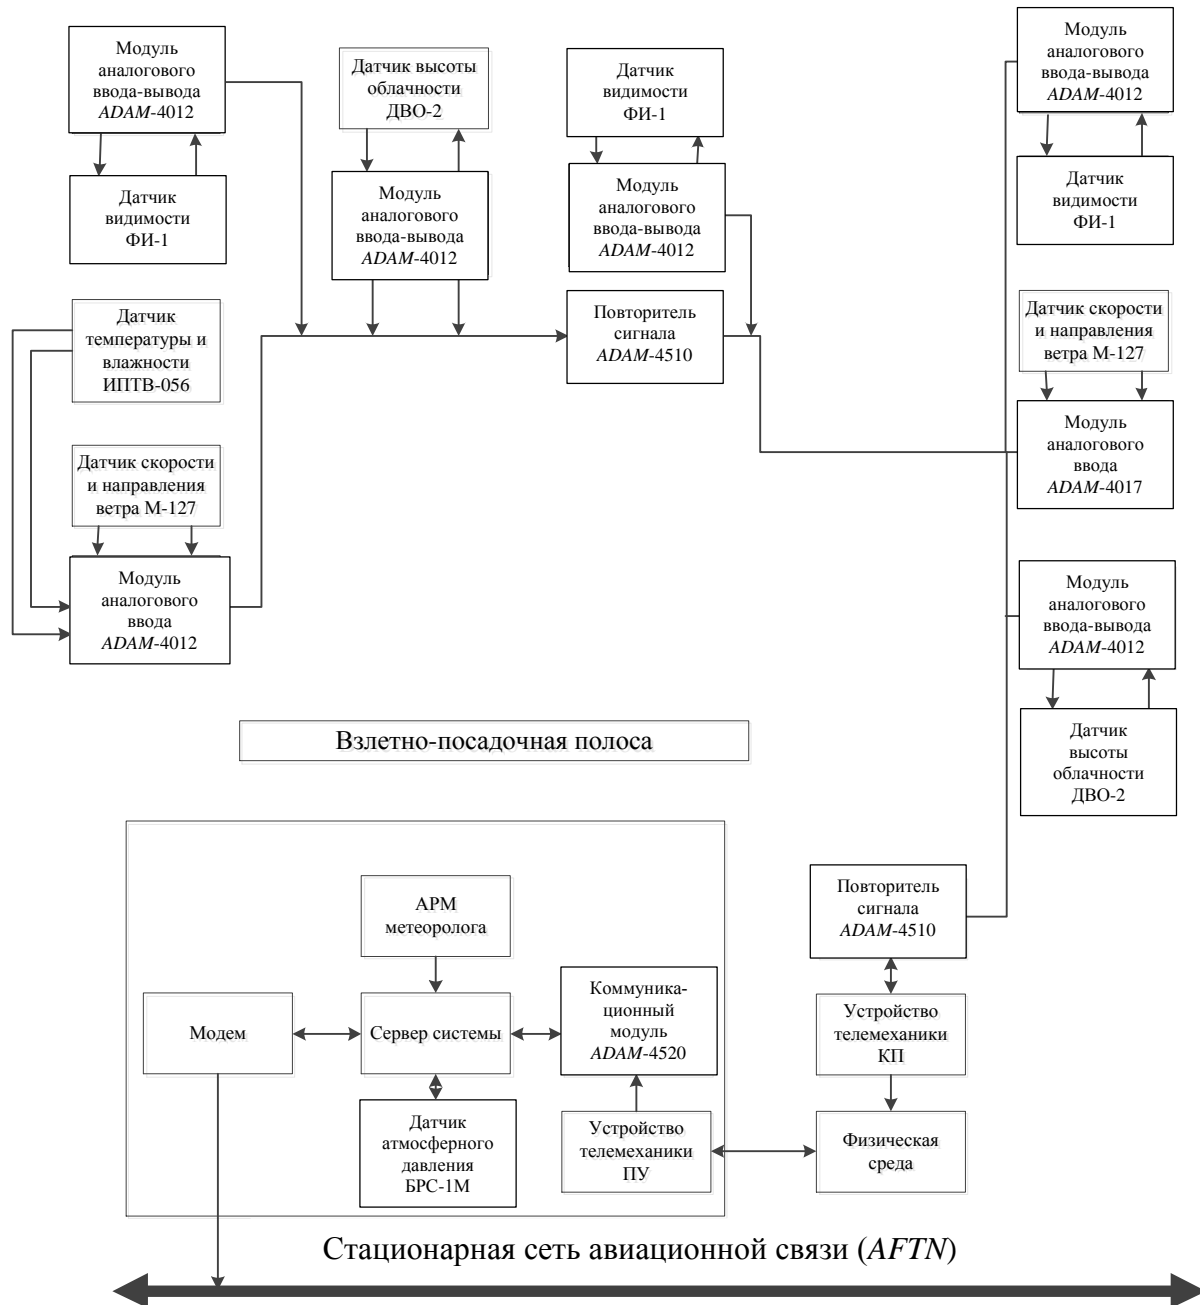 Модуль
аналогового
ввода-вывода
ADAM-4012
Датчик
видимости
ФИ-1
Датчик высоты
облачности
ДВО-2
Модуль
аналогового
ввода-вывода
ADAM-4012
Датчик
видимости
ФИ-1
Модуль
аналогового
ввода-вывода
ADAM-4012
Модуль
аналогового
ввода-вывода
ADAM-4012
Датчик
видимости
ФИ-1
Датчик
температуры и
влажности
ИПТВ-056
Повторитель
сигнала
ADAM-4510
Датчик скорости
и направления
ветра М-127
Модуль
аналогового
ввода
ADAM-4017
Датчик скорости
и направления
ветра М-127
Модуль
аналогового
ввода
ADAM-4012
Модуль
аналогового
ввода-вывода
ADAM-4012
Датчик
высоты
облачности
ДВО-2
Взлетно-посадочная полоса
АРМ
метеоролога
Повторитель
сигнала
ADAM-4510
Модем
Сервер системы
Коммуника-
ционный
модуль
ADAM-4520
Устройство
телемеханики
КП
Датчик
атмосферного
давления
БРС-1М
Устройство
телемеханики
ПУ
Физическая
среда
Стационарная сеть авиационной связи (AFTN)